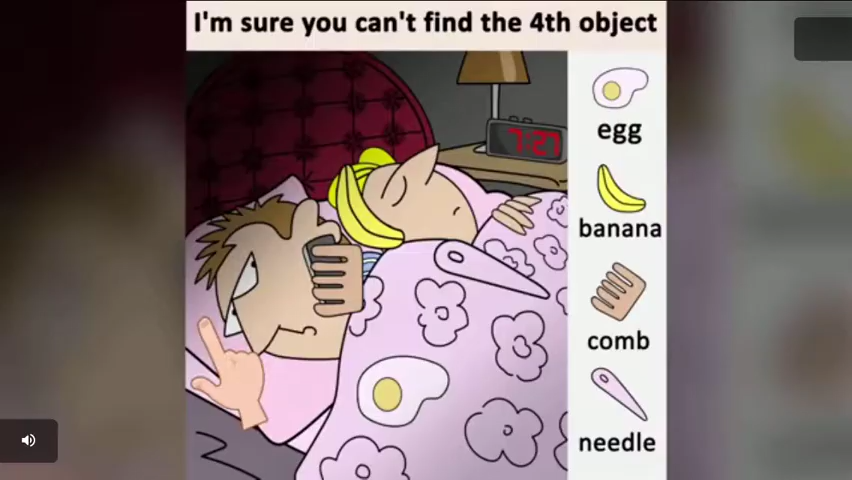 I'm sure you can't find the 4th object
7:27
egg
banana
comb
needle